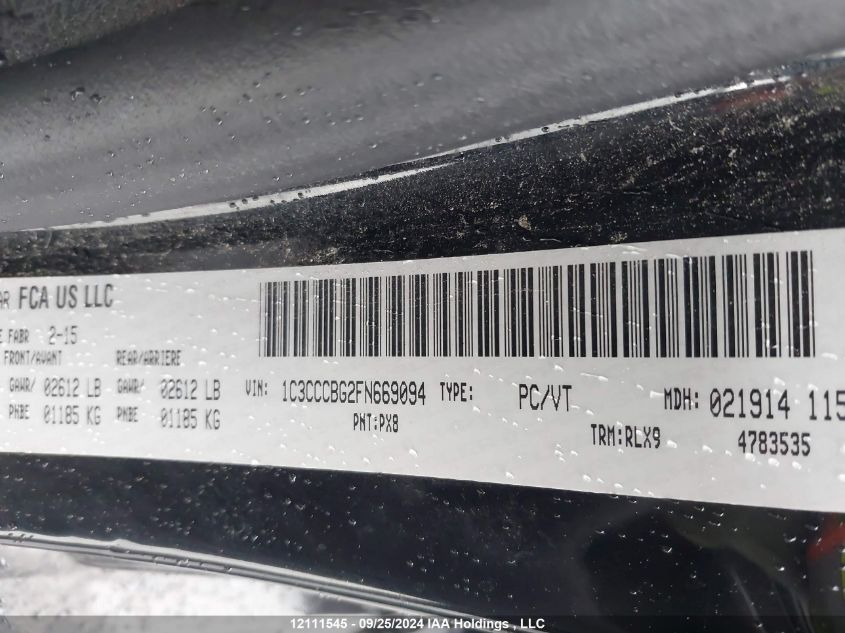 FCA US LLC
FABR 2-15
FRONT/AVANT REAR/ARRIERE
GAWR/ 02612 LB GAWR/ 02612 LB
PNBE 01185 KG PNBE 01185 KG
VIN: 1C3CCCBG2FN669094 TYPE: PC/VT MDH: 021914 115
PNT:PX8 TRM:RLX9 4783535
12111545 - 09/25/2024 IAA Holdings , LLC